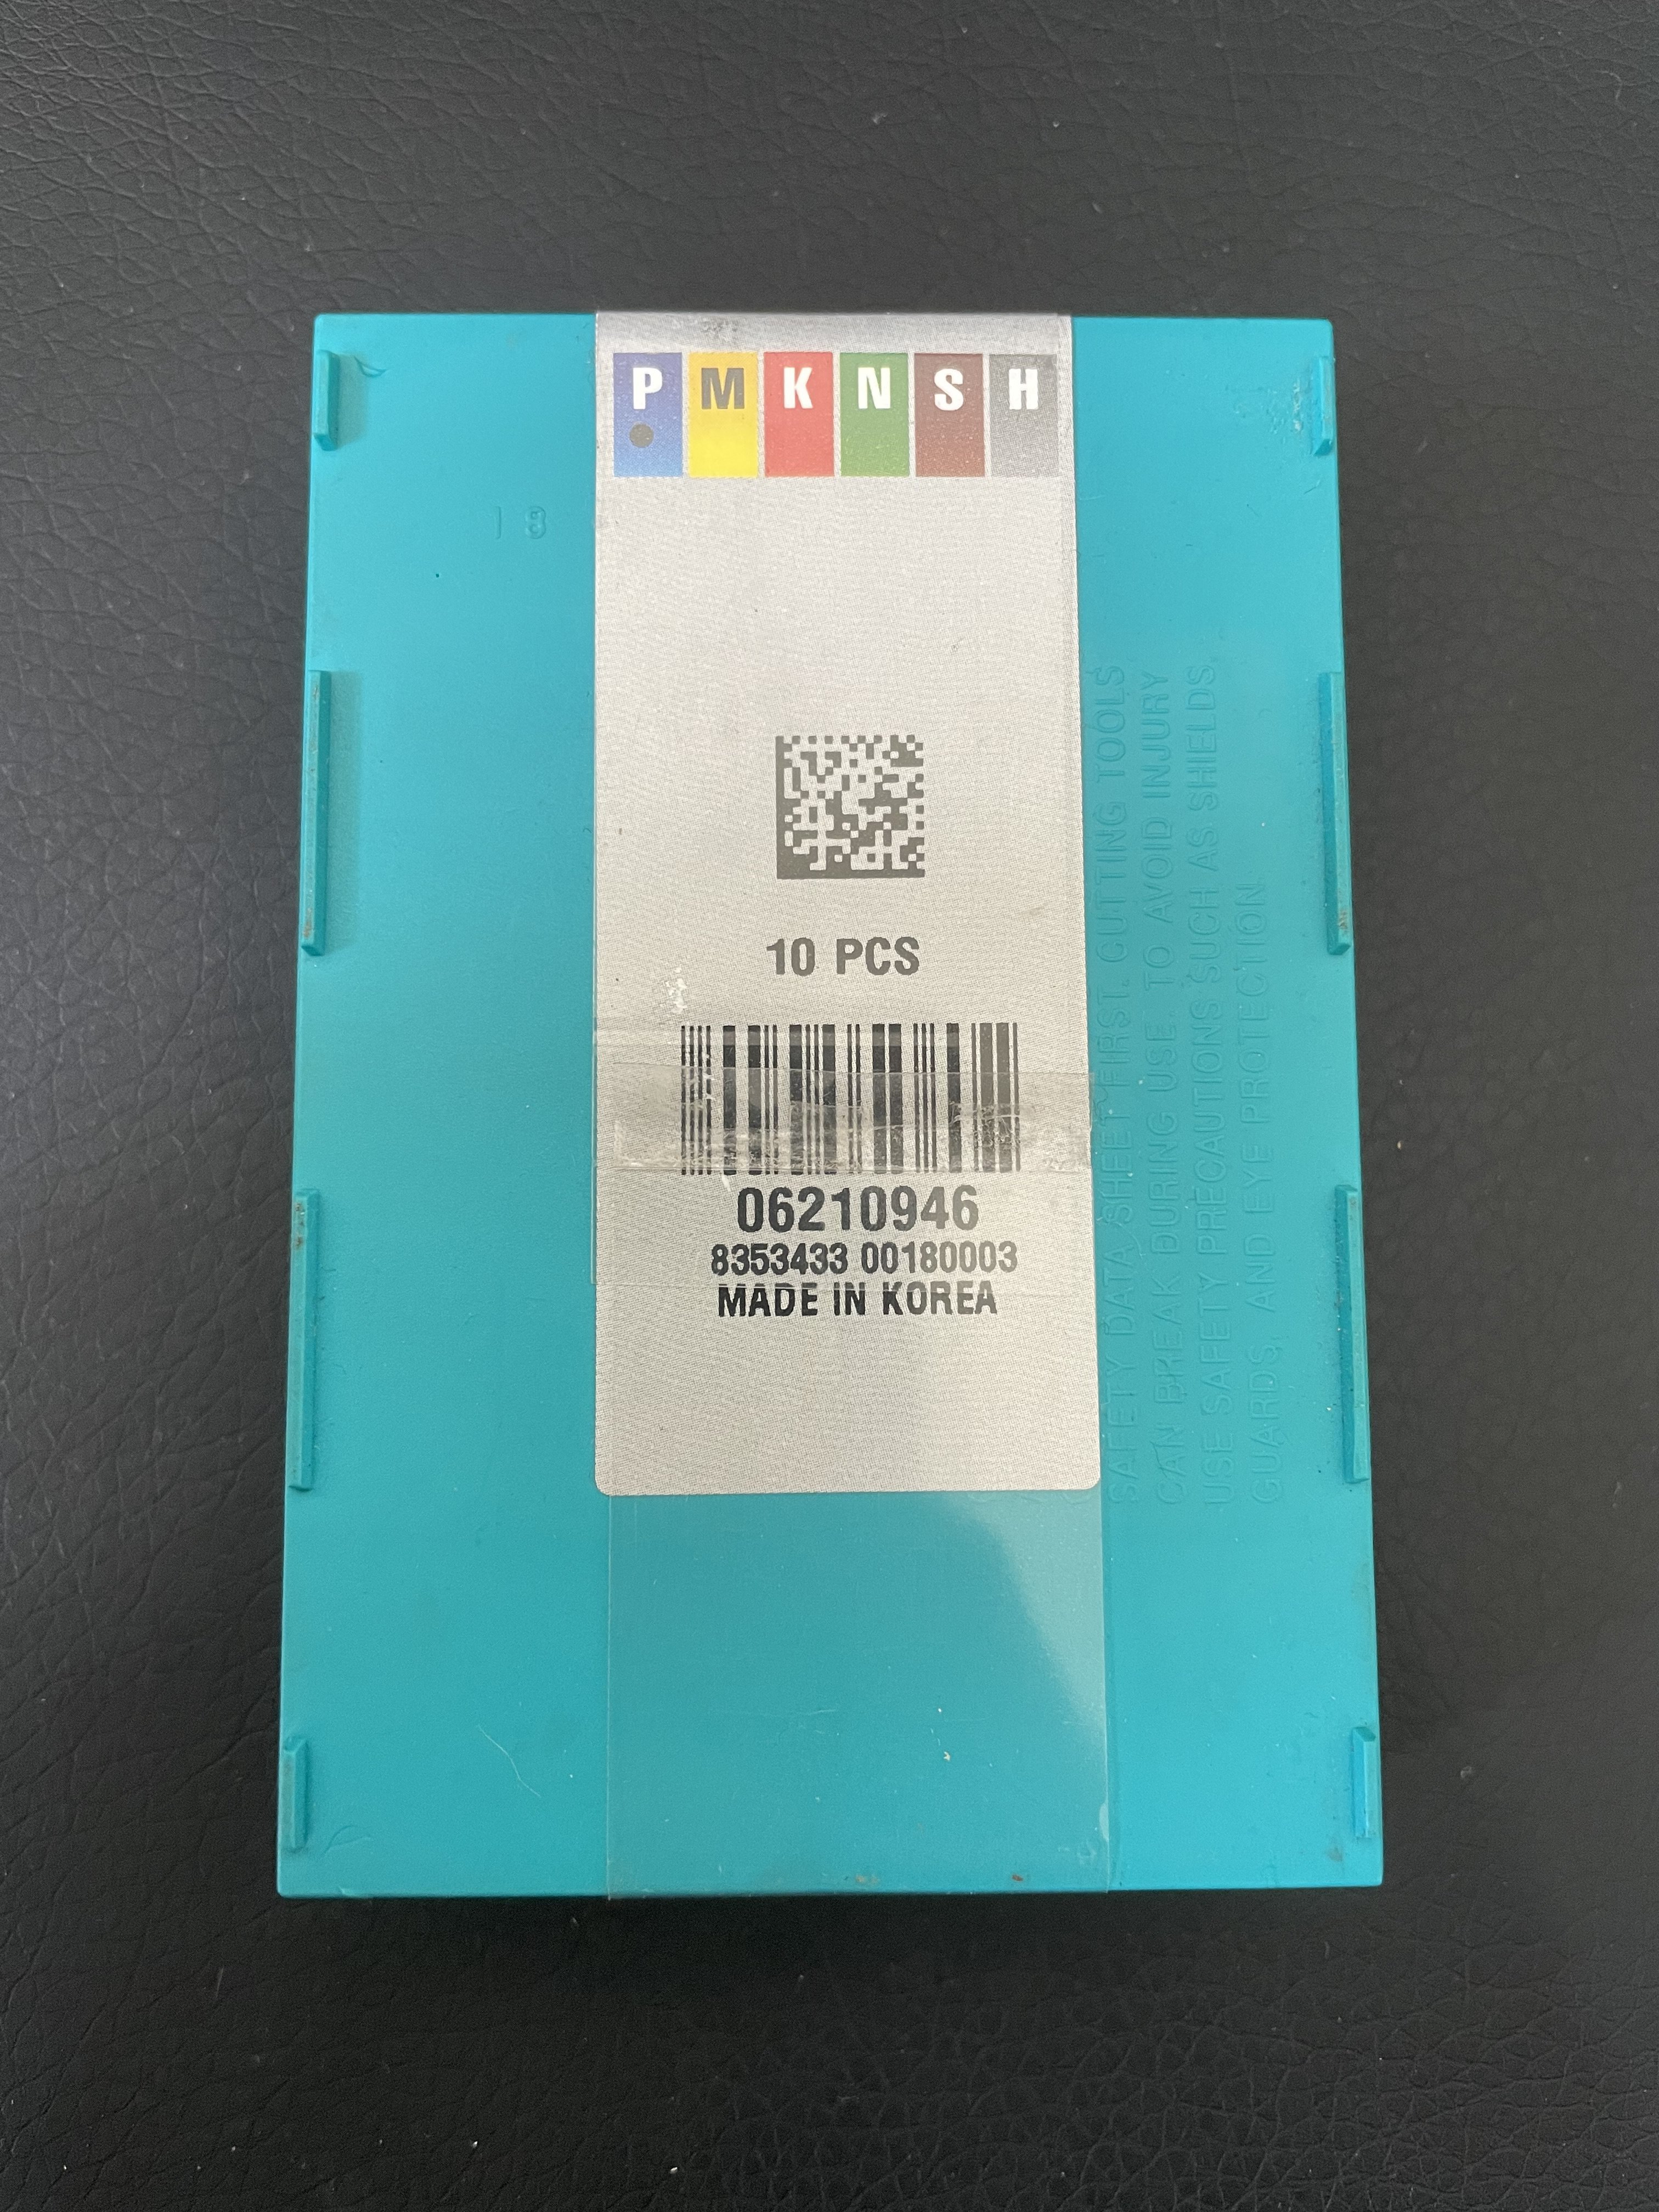 P M K N S H
18
10 PCS
06210946
8353433 00180003
MADE IN KOREA
SAFETY DATA SHEET FIRST. CUTTING TOOLS
CAN BREAK DURING USE. TO AVOID INJURY
USE SAFETY PRECAUTIONS SUCH AS SHIELDS,
GUARDS, AND EYE PROTECTION